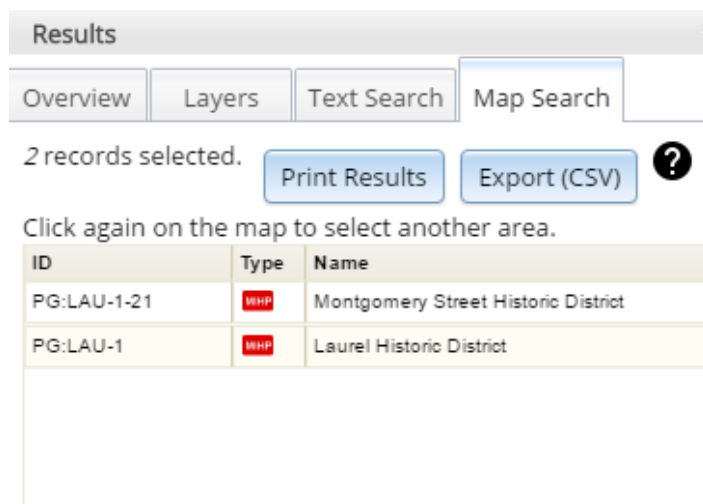 Results
Overview Layers Text Search Map Search
2 records selected. Print Results Export (CSV) ?
Click again on the map to select another area.
ID Type Name
PG:LAU-1-21 MIHP Montgomery Street Historic District
PG:LAU-1 MIHP Laurel Historic District